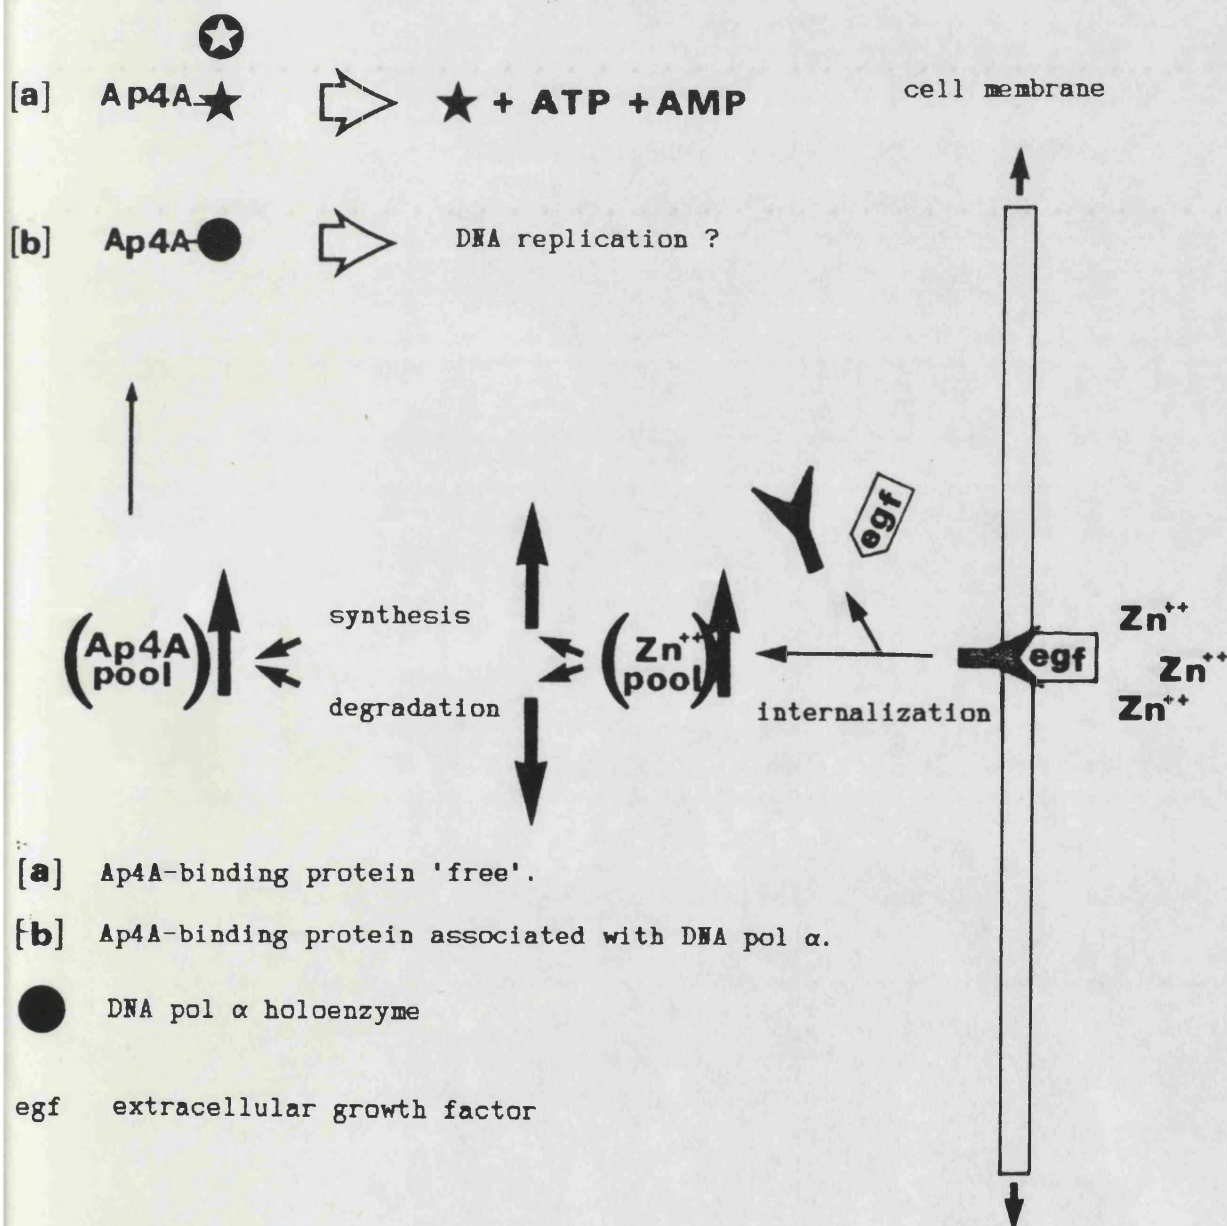 [a] Ap4A ★ + ATP + AMP
cell membrane
[b] Ap4A DNA replication ?
egf
synthesis
(Ap4A pool)
(Zn++ pool)
degradation
internalization
egf
Zn++
Zn++
Zn++
[a] Ap4A-binding protein 'free'.
[b] Ap4A-binding protein associated with DNA pol α.
DNA pol α holoenzyme
egf extracellular growth factor